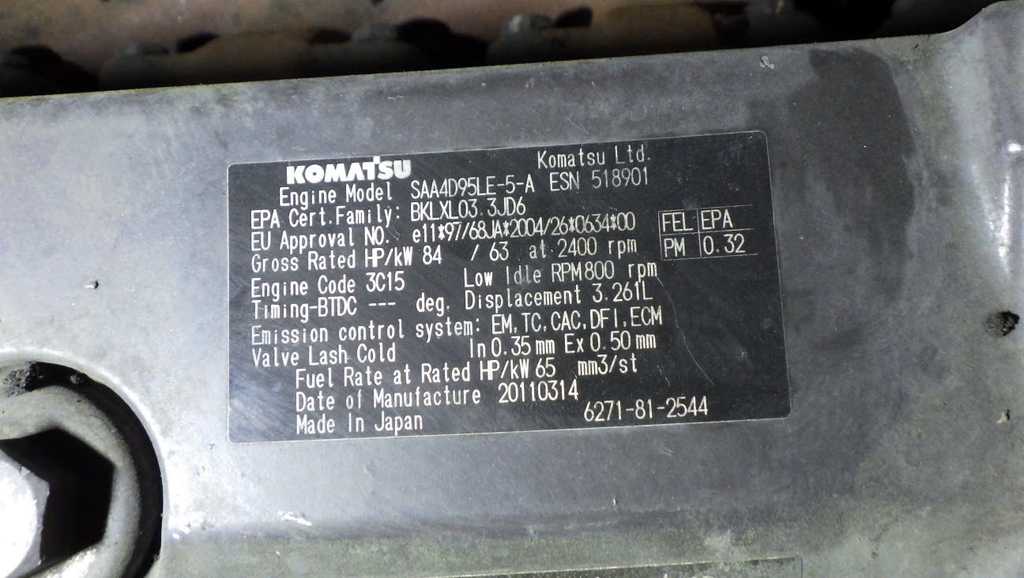 KOMATSU Komatsu Ltd.
Engine Model SAA4D95LE-5-A ESN 518901
EPA Cert.Family: BKLXL03.3JD6
EU Approval NO. e11*97/68JA*2004/26*0634*00 FEL EPA
Gross Rated HP/kW 84 / 63 at 2400 rpm PM 0.32
Engine Code 3C15 Low Idle RPM 800 rpm
Timing-BTDC --- deg. Displacement 3.261L
Emission control system: EM,TC,CAC,DFI,ECM
Valve Lash Cold In 0.35 mm Ex 0.50 mm
Fuel Rate at Rated HP/kW 65 mm3/st
Date of Manufacture 20110314
Made In Japan 6271-81-2544